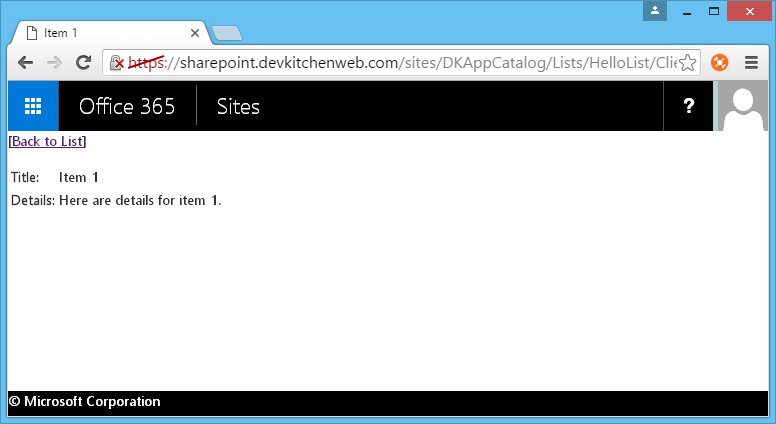 Item 1
https://sharepoint.devkitchenweb.com/sites/DKAppCatalog/Lists/HelloList/Clie
Office 365 Sites ?
[Back to List]
Title: Item 1
Details: Here are details for item 1.
© Microsoft Corporation